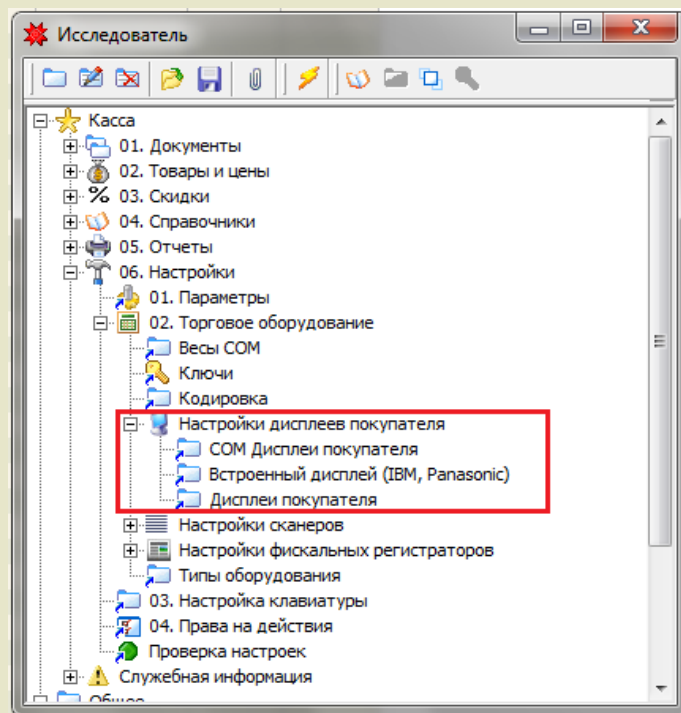 Исследователь
Касса
01. Документы
02. Товары и цены
% 03. Скидки
04. Справочники
05. Отчеты
06. Настройки
01. Параметры
02. Торговое оборудование
Весы COM
Ключи
Кодировка
Настройки дисплеев покупателя
COM Дисплеи покупателя
Встроенный дисплей (IBM, Panasonic)
Дисплеи покупателя
Настройки сканеров
Настройки фискальных регистраторов
Типы оборудования
03. Настройка клавиатуры
04. Права на действия
Проверка настроек
Служебная информация
Общее